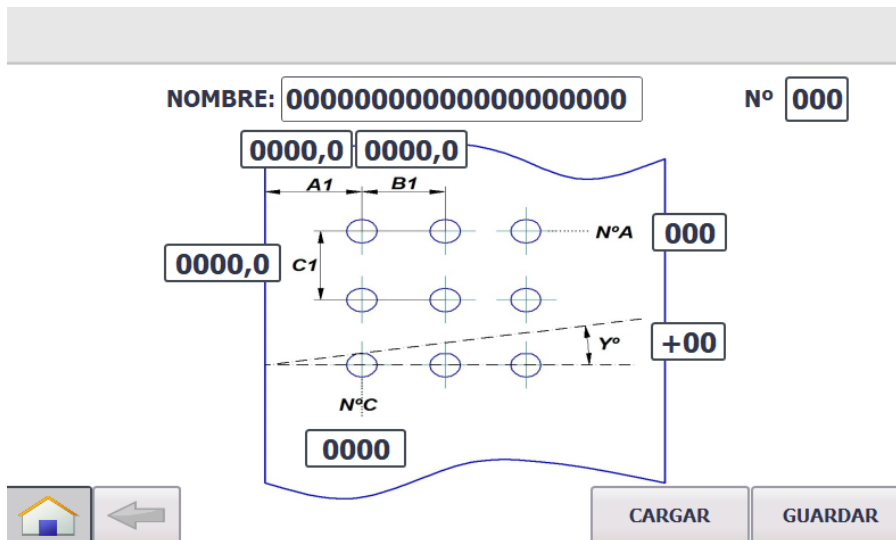 NOMBRE: 00000000000000000000 Nº 000
0000,0 0000,0
A1 B1
NºA 000
0000,0 C1
Yº +00
NºC
0000
CARGAR GUARDAR